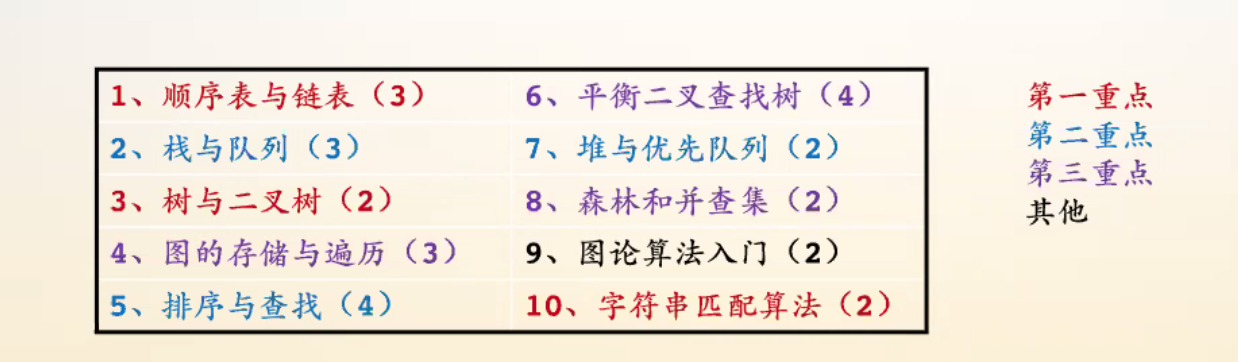 1、顺序表与链表（3）
2、栈与队列（3）
3、树与二叉树（2）
4、图的存储与遍历（3）
5、排序与查找（4）
6、平衡二叉查找树（4）
7、堆与优先队列（2）
8、森林和并查集（2）
9、图论算法入门（2）
10、字符串匹配算法（2）
第一重点
第二重点
第三重点
其他